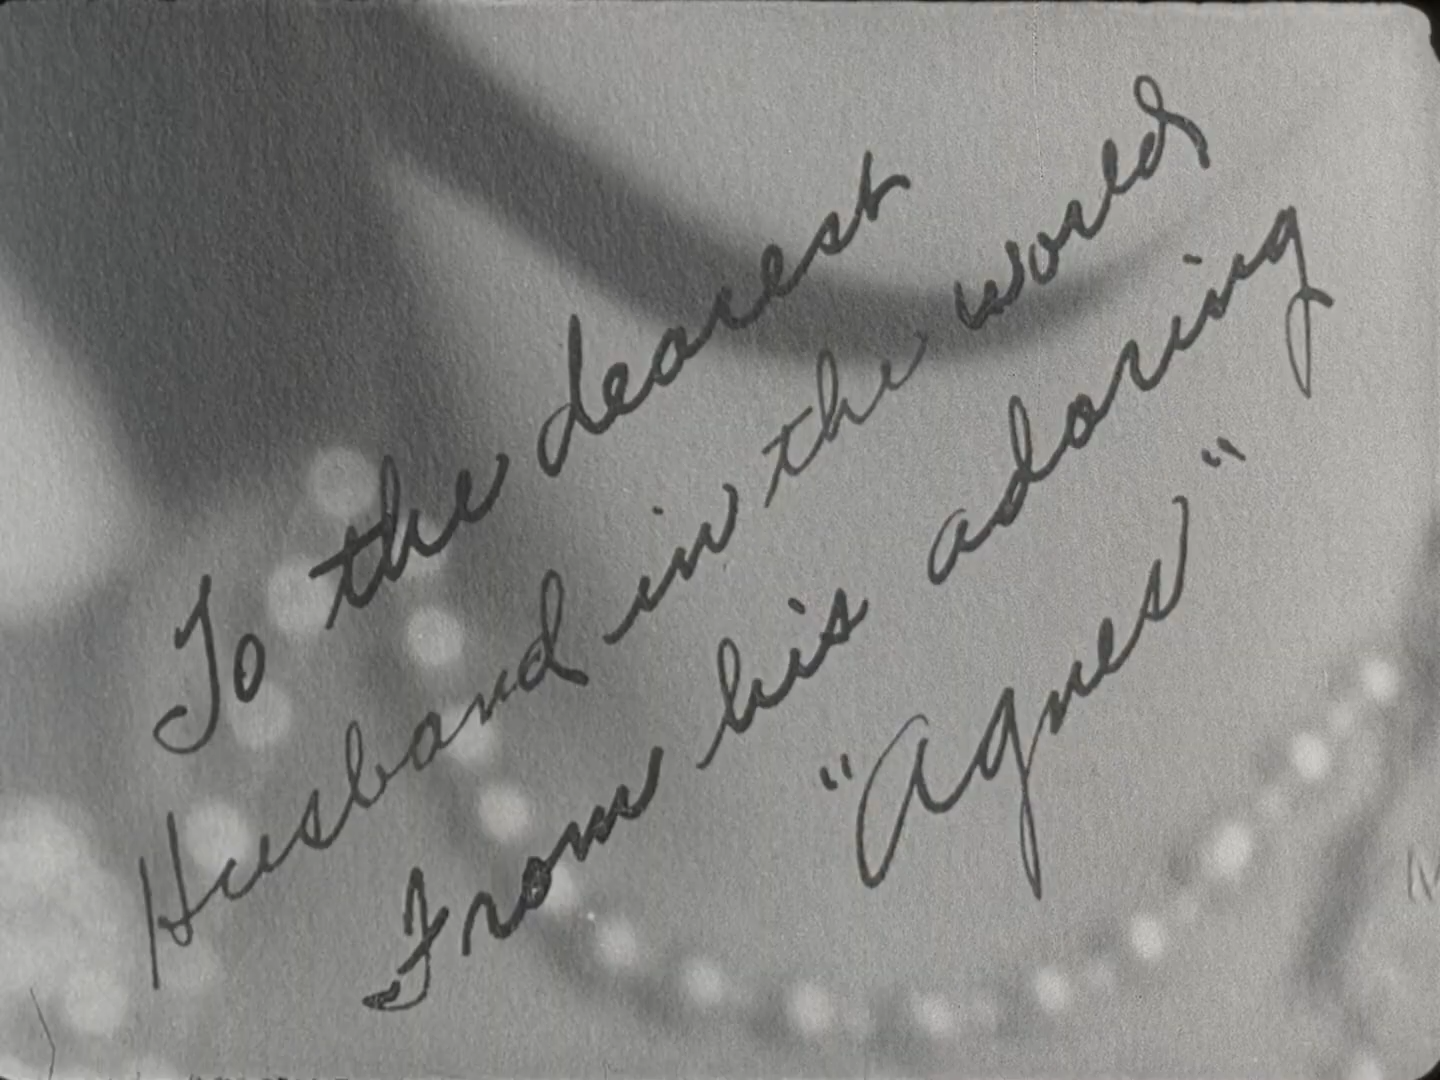 To the dearest
Husband in the world
From his adoring
"Agnes"